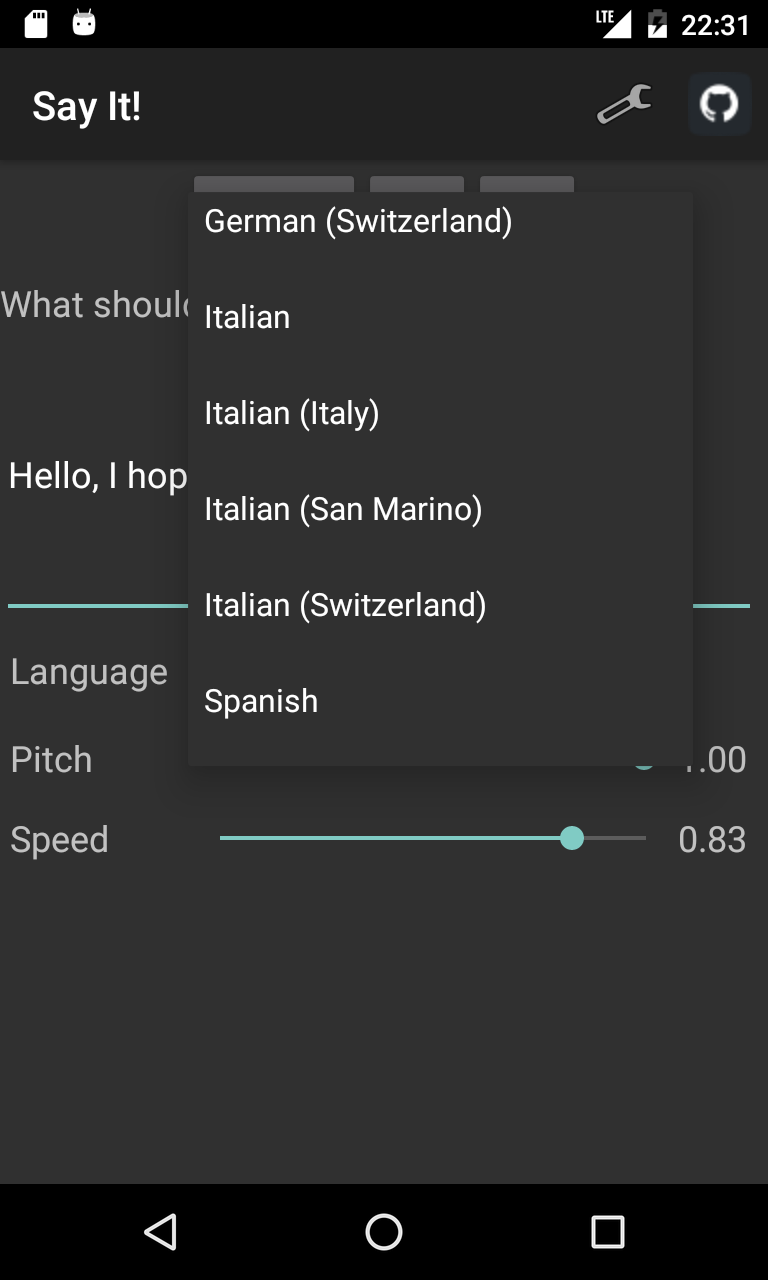 LTE 22:31
Say It!
German (Switzerland)
What should
Italian
Italian (Italy)
Hello, I hop
Italian (San Marino)
Italian (Switzerland)
Language
Spanish
Pitch .00
Speed 0.83